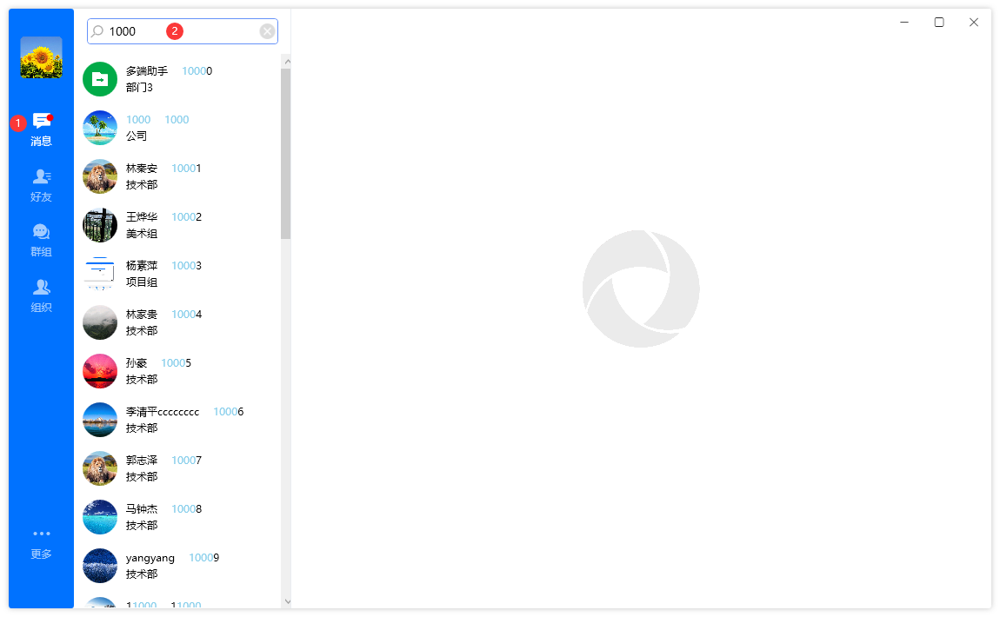 1000
2
1
消息
好友
群组
组织
更多
多端助手 10000
部门3
1000 1000
公司
林秦安 10001
技术部
王烨华 10002
美术组
杨素萍 10003
项目组
林家贵 10004
技术部
孙豪 10005
技术部
李清平cccccccc 10006
技术部
郭志泽 10007
技术部
马钟杰 10008
技术部
yangyang 10009
技术部
11000 11000